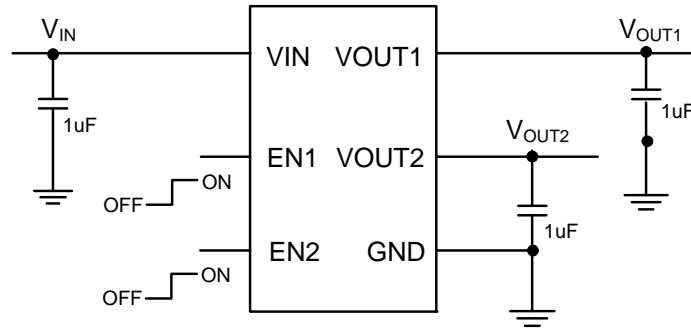 VIN
VOUT1
VIN VOUT1
1uF
1uF
VOUT2
EN1 VOUT2
ON
OFF
1uF
EN2 GND
ON
OFF